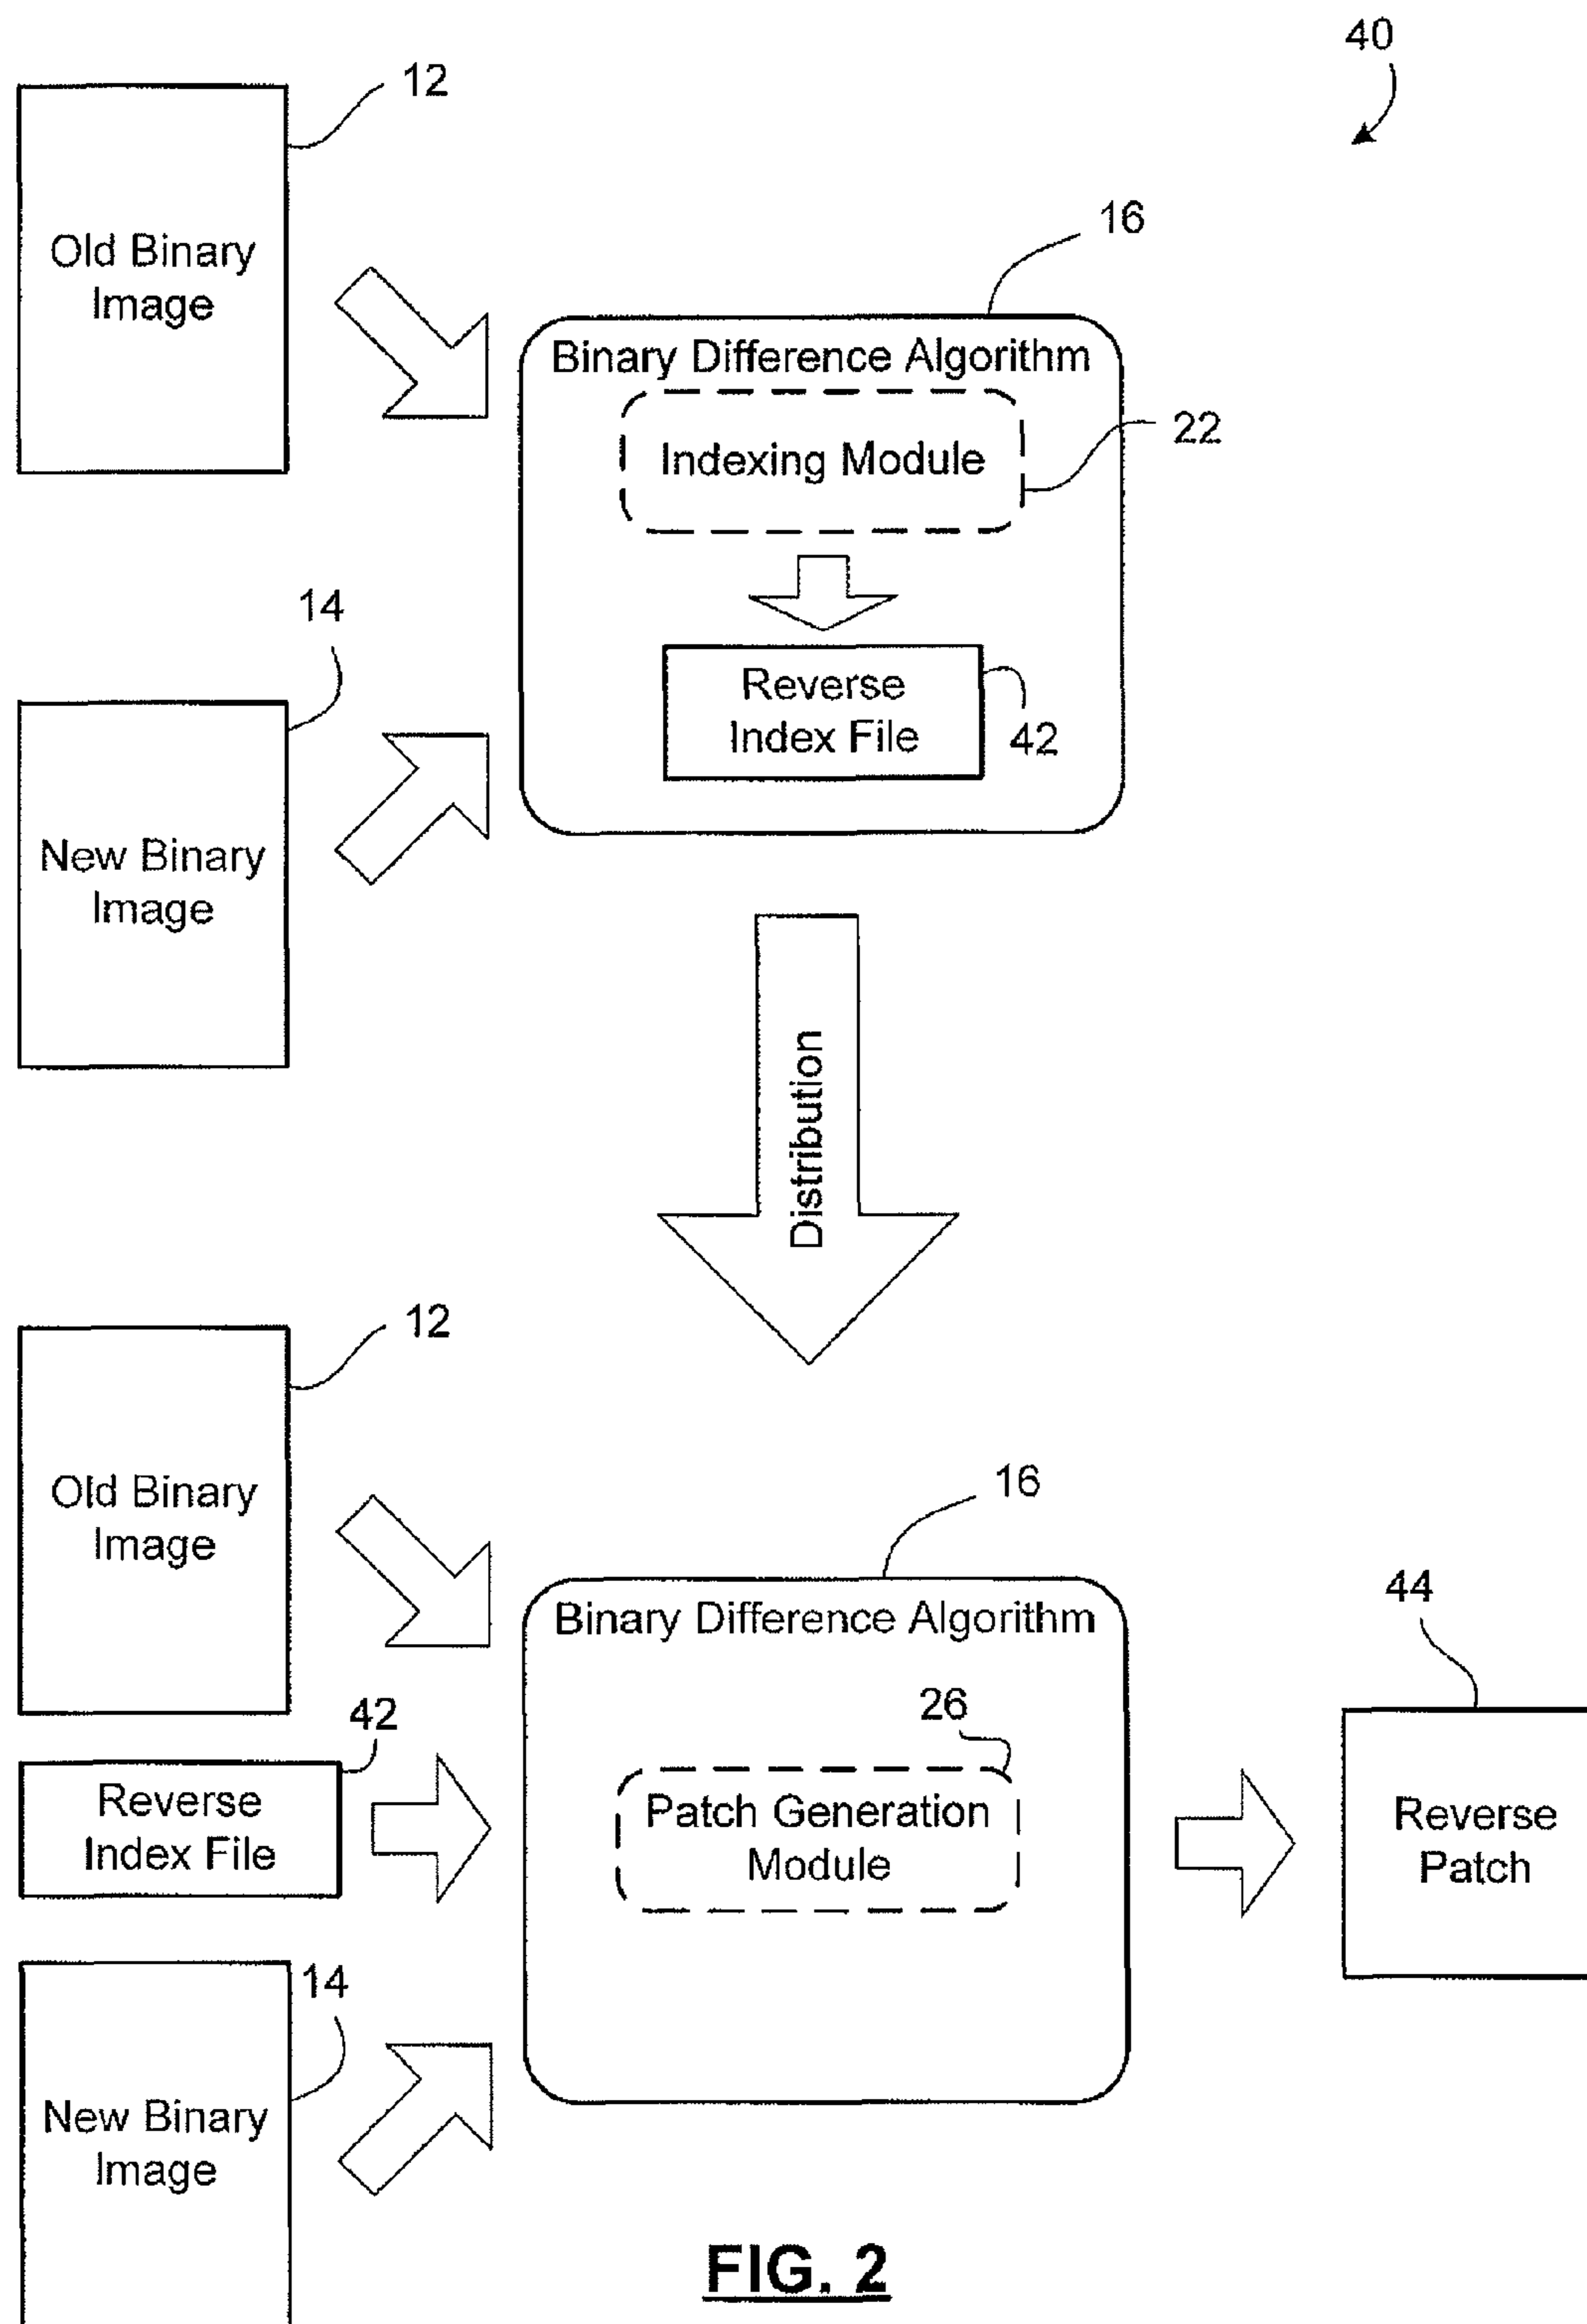 40
12
Old Binary
Image
16
Binary Difference Algorithm
Indexing Module
22
14
Reverse
Index File
42
New Binary
Image
Distribution
12
Old Binary
Image
16
Binary Difference Algorithm
44
42
26
Reverse
Index File
Patch Generation
Module
Reverse
Patch
14
New Binary
Image
FIG. 2